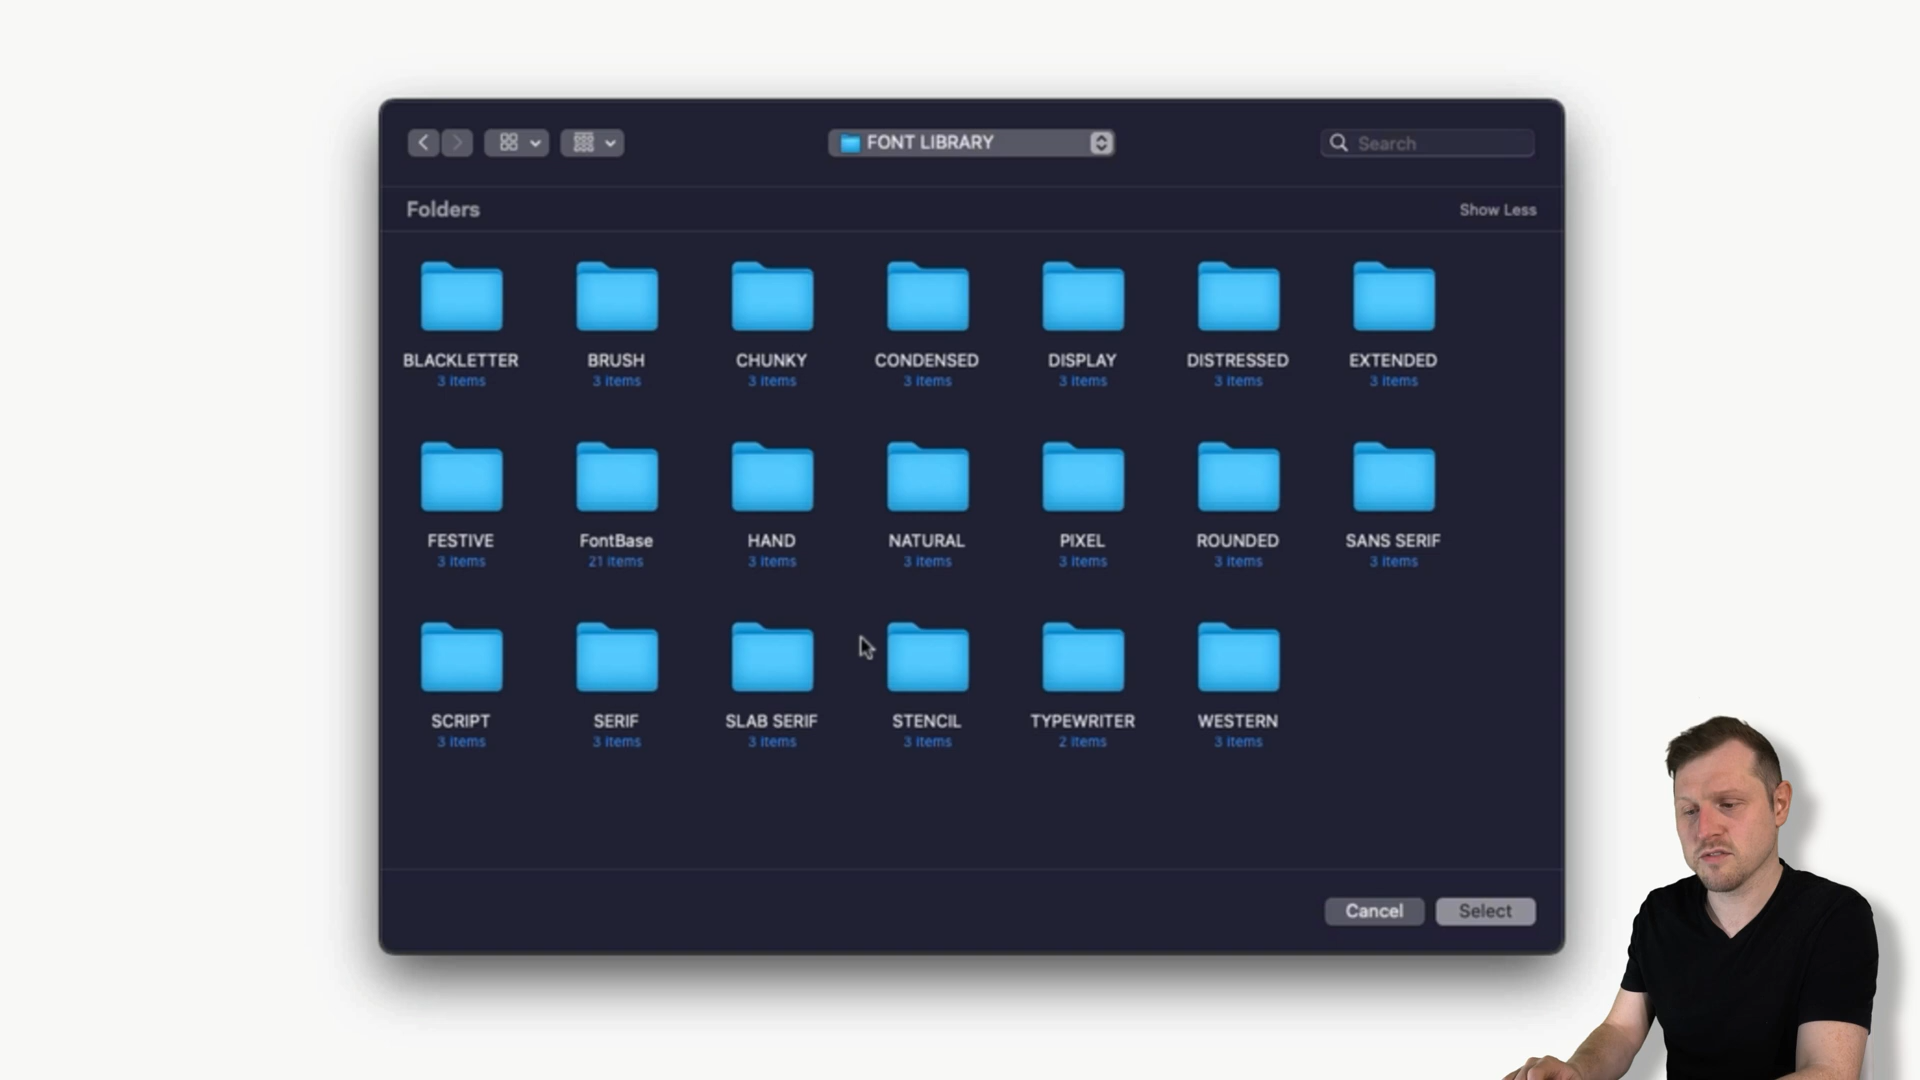 FONT LIBRARY
Search
Folders
Show Less
BLACKLETTER BRUSH CHUNKY CONDENSED DISPLAY DISTRESSED EXTENDED
3 items 3 items 3 items 3 items 3 items 3 items 3 items
FESTIVE FontBase HAND NATURAL PIXEL ROUNDED SANS SERIF
3 items 21 items 3 items 3 items 3 items 3 items 3 items
SCRIPT SERIF SLAB SERIF STENCIL TYPEWRITER WESTERN
3 items 3 items 3 items 3 items 2 items 3 items
Cancel Select